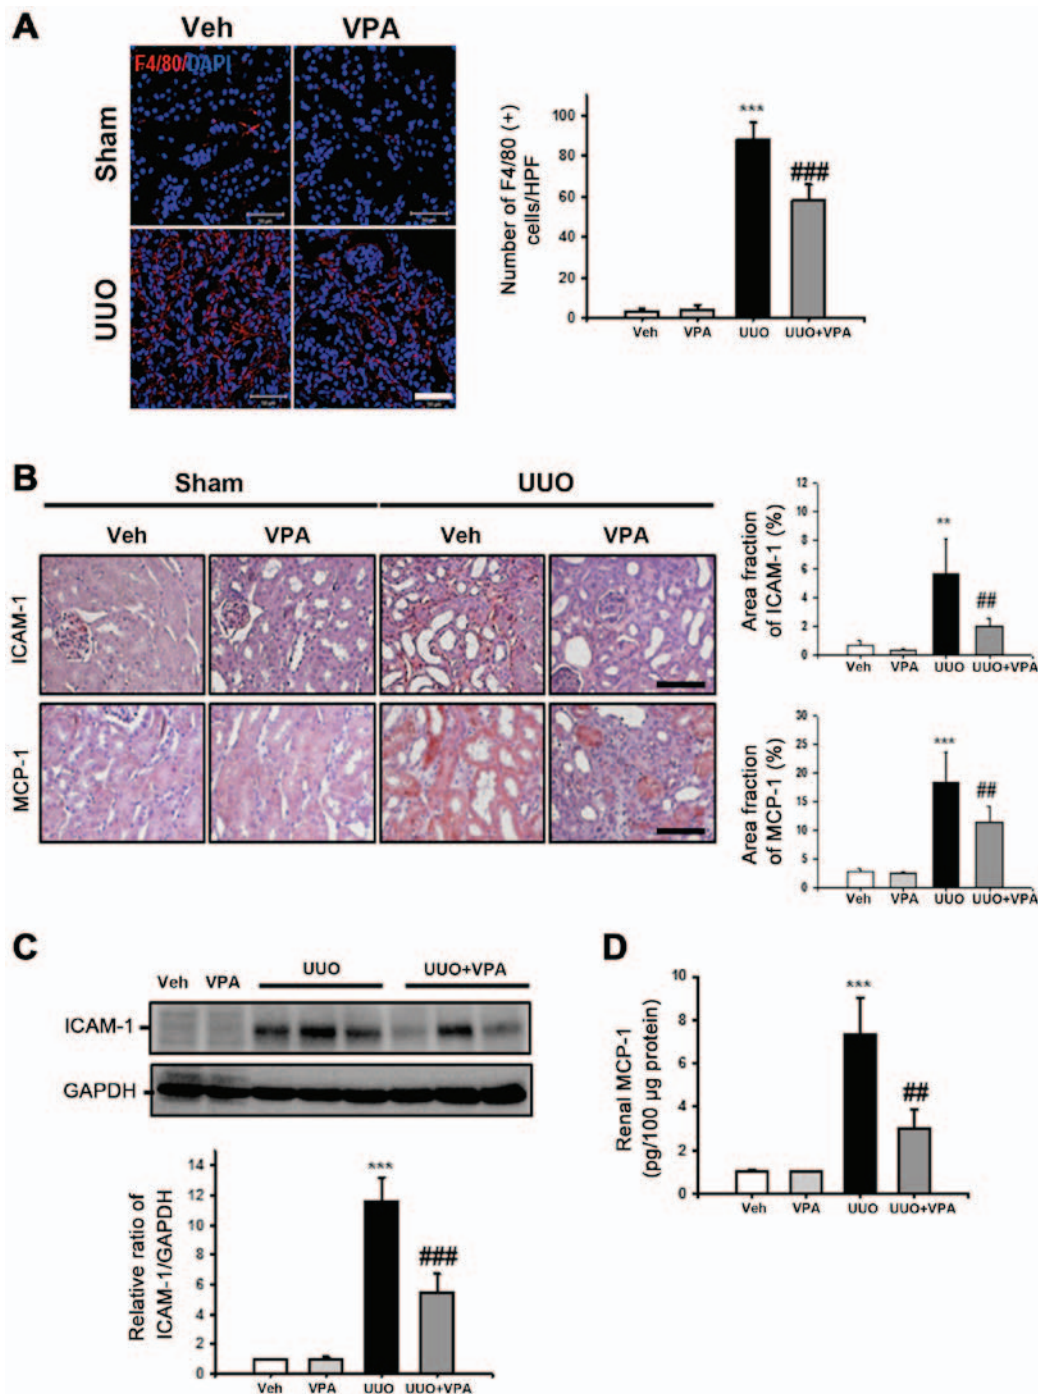 A
Veh VPA
F4/80/DAPI
Sham
UUO
Number of F4/80 (+)
cells/HPF
100
80
60
40
20
0
***
###
Veh VPA UUO UUO+VPA
B
Sham UUO
Veh VPA Veh VPA
ICAM-1
MCP-1
Area fraction
of ICAM-1 (%)
12
10
8
6
4
2
0
**
##
Veh VPA UUO UUO+VPA
Area fraction
of MCP-1 (%)
25
20
15
10
5
0
***
##
Veh VPA UUO UUO+VPA
C
Veh VPA UUO UUO+VPA
ICAM-1
GAPDH
Relative ratio of
ICAM-1/GAPDH
14
12
10
8
6
4
2
0
***
###
Veh VPA UUO UUO+VPA
D
Renal MCP-1
(pg/100 µg protein)
10
8
6
4
2
0
***
##
Veh VPA UUO UUO+VPA